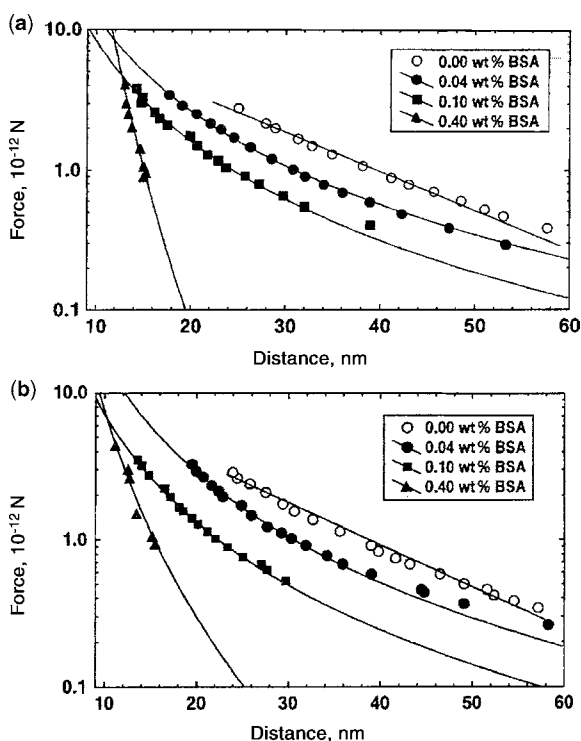 (a)
10.0
1.0
0.1
Force, 10⁻¹² N
○ 0.00 wt % BSA
● 0.04 wt % BSA
■ 0.10 wt % BSA
▲ 0.40 wt % BSA
10 20 30 40 50 60
Distance, nm
(b)
10.0
1.0
0.1
Force, 10⁻¹² N
○ 0.00 wt % BSA
● 0.04 wt % BSA
■ 0.10 wt % BSA
▲ 0.40 wt % BSA
10 20 30 40 50 60
Distance, nm